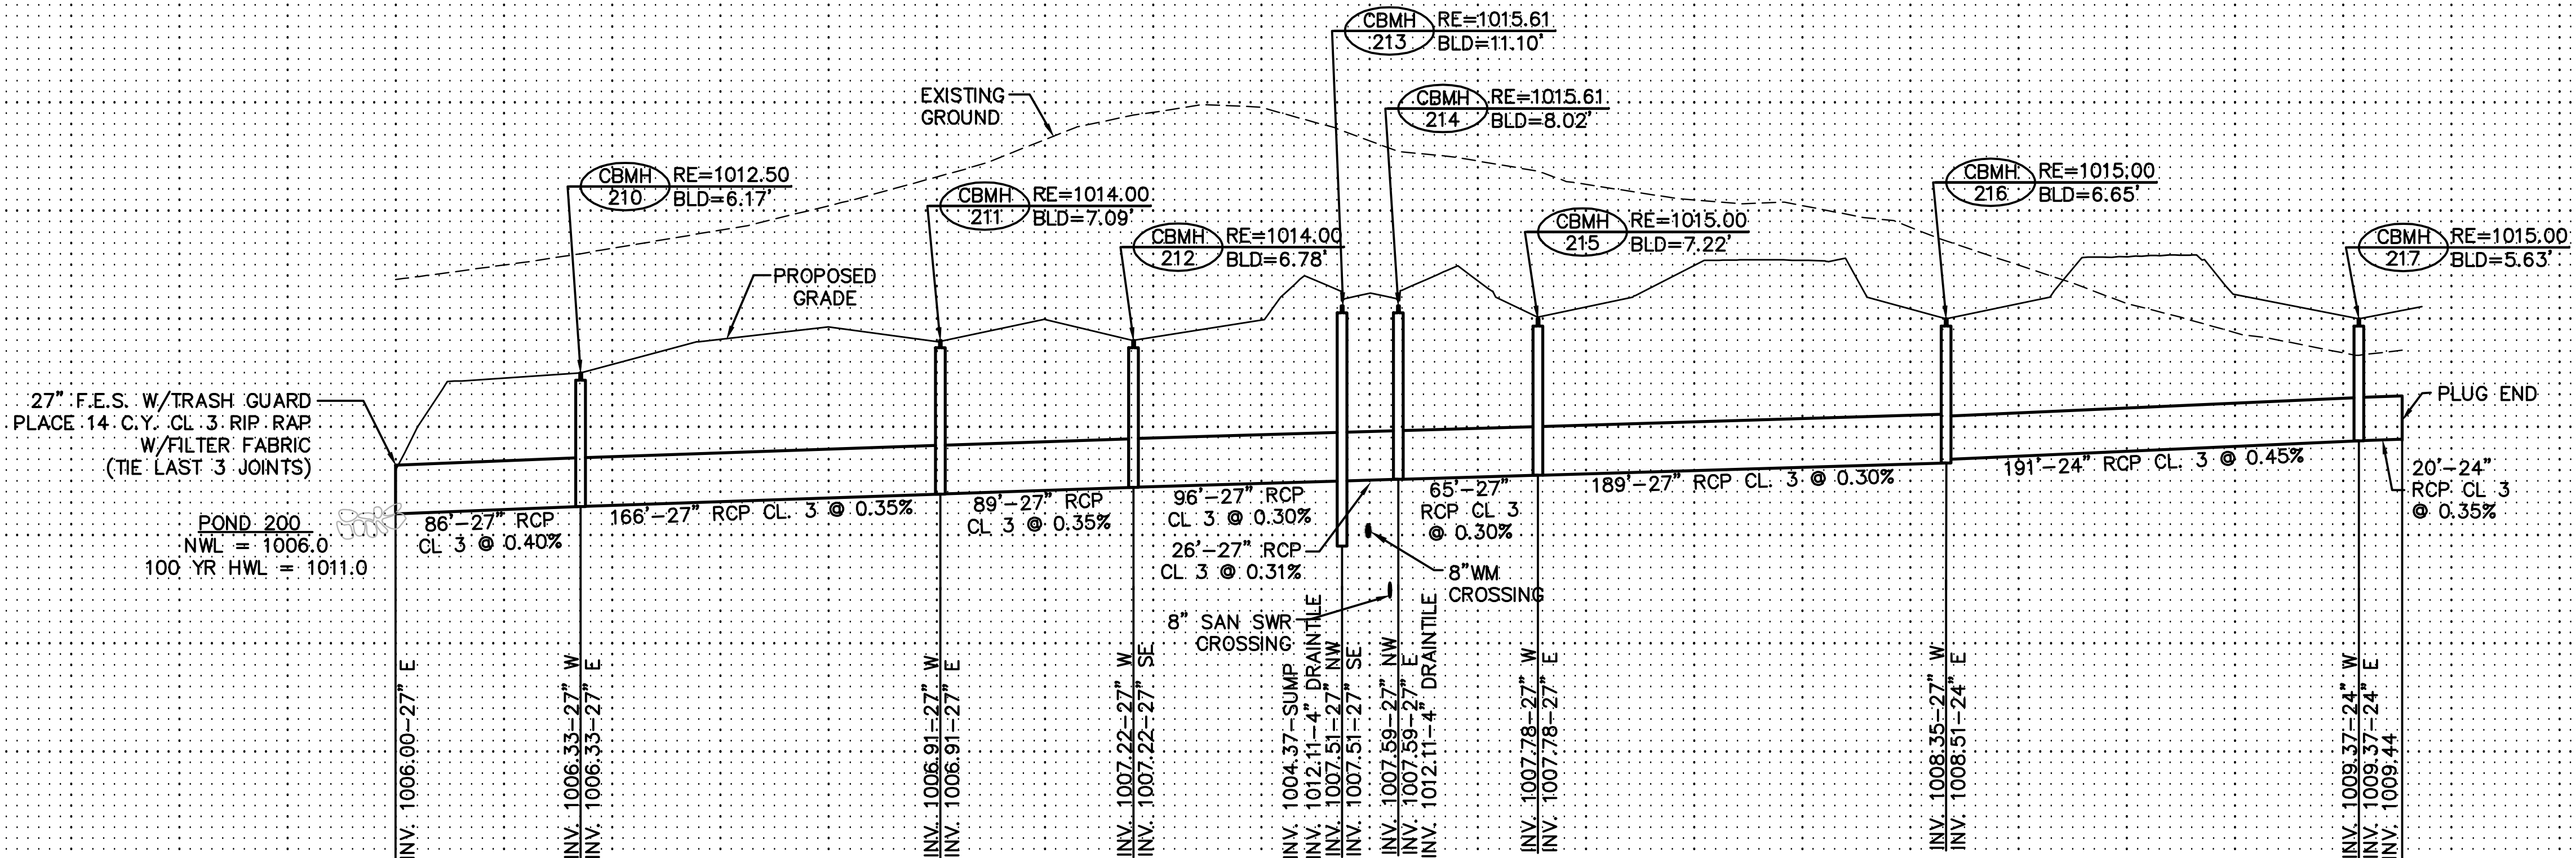 CBMH
213
RE=1015.61
BLD=11.10'
EXISTING
GROUND
CBMH
214
RE=1015.61
BLD=8.02'
CBMH
210
RE=1012.50
BLD=6.17'
CBMH
211
RE=1014.00
BLD=7.09'
CBMH
212
RE=1014.00
BLD=6.78'
CBMH
215
RE=1015.00
BLD=7.22'
CBMH
216
RE=1015.00
BLD=6.65'
CBMH
217
RE=1015.00
BLD=5.63'
PROPOSED
GRADE
27" F.E.S. W/TRASH GUARD
PLACE 14 C.Y. CL 3 RIP RAP
W/FILTER FABRIC
(TIE LAST 3 JOINTS)
POND 200
NWL = 1006.0
100 YR HWL = 1011.0
86'-27" RCP
CL 3 @ 0.40%
166'-27" RCP CL. 3 @ 0.35%
89'-27" RCP
CL 3 @ 0.35%
96'-27" RCP
CL 3 @ 0.30%
26'-27" RCP
CL 3 @ 0.31%
65'-27"
RCP CL 3
@ 0.30%
189'-27" RCP CL. 3 @ 0.30%
191'-24" RCP CL. 3 @ 0.45%
PLUG END
20'-24"
RCP CL 3
@ 0.35%
8"WM
CROSSING
8" SAN SWR
CROSSING
INV. 1006.00-27" E
INV. 1006.33-27" W
INV. 1006.33-27" E
INV. 1006.91-27" W
INV. 1006.91-27" E
INV. 1007.22-27" W
INV. 1007.22-27" SE
INV. 1004.37-SUMP
INV. 1012.11-4" DRAINTILE
INV. 1007.51-27" NW
INV. 1007.51-27" SE
INV. 1007.59-27" NW
INV. 1007.59-27" E
INV. 1012.11-4" DRAINTILE
INV. 1007.78-27" W
INV. 1007.78-27" E
INV. 1008.35-27" W
INV. 1008.51-24" E
INV. 1009.37-24" W
INV. 1009.37-24" E
INV. 1009.44